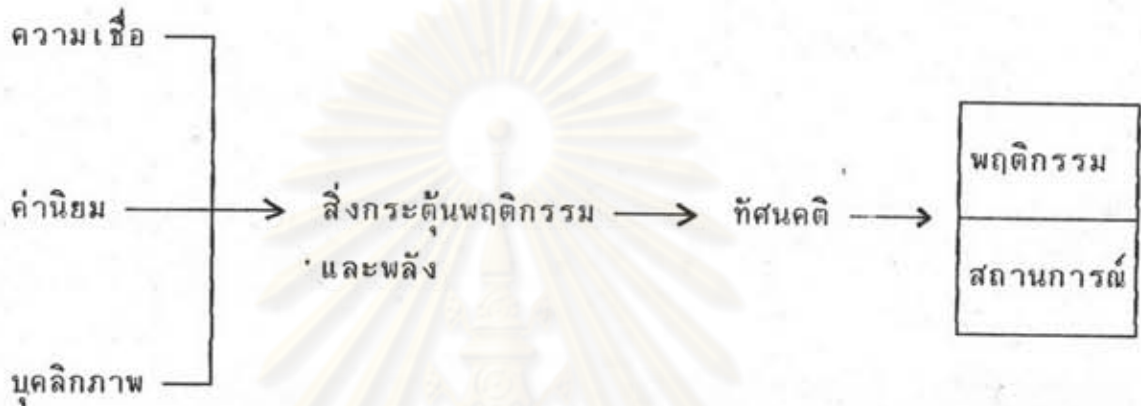 ความเชื่อ
ค่านิยม
บุคลิกภาพ
สิ่งกระตุ้นพฤติกรรม
และพลัง
ทัศนคติ
พฤติกรรม
สถานการณ์